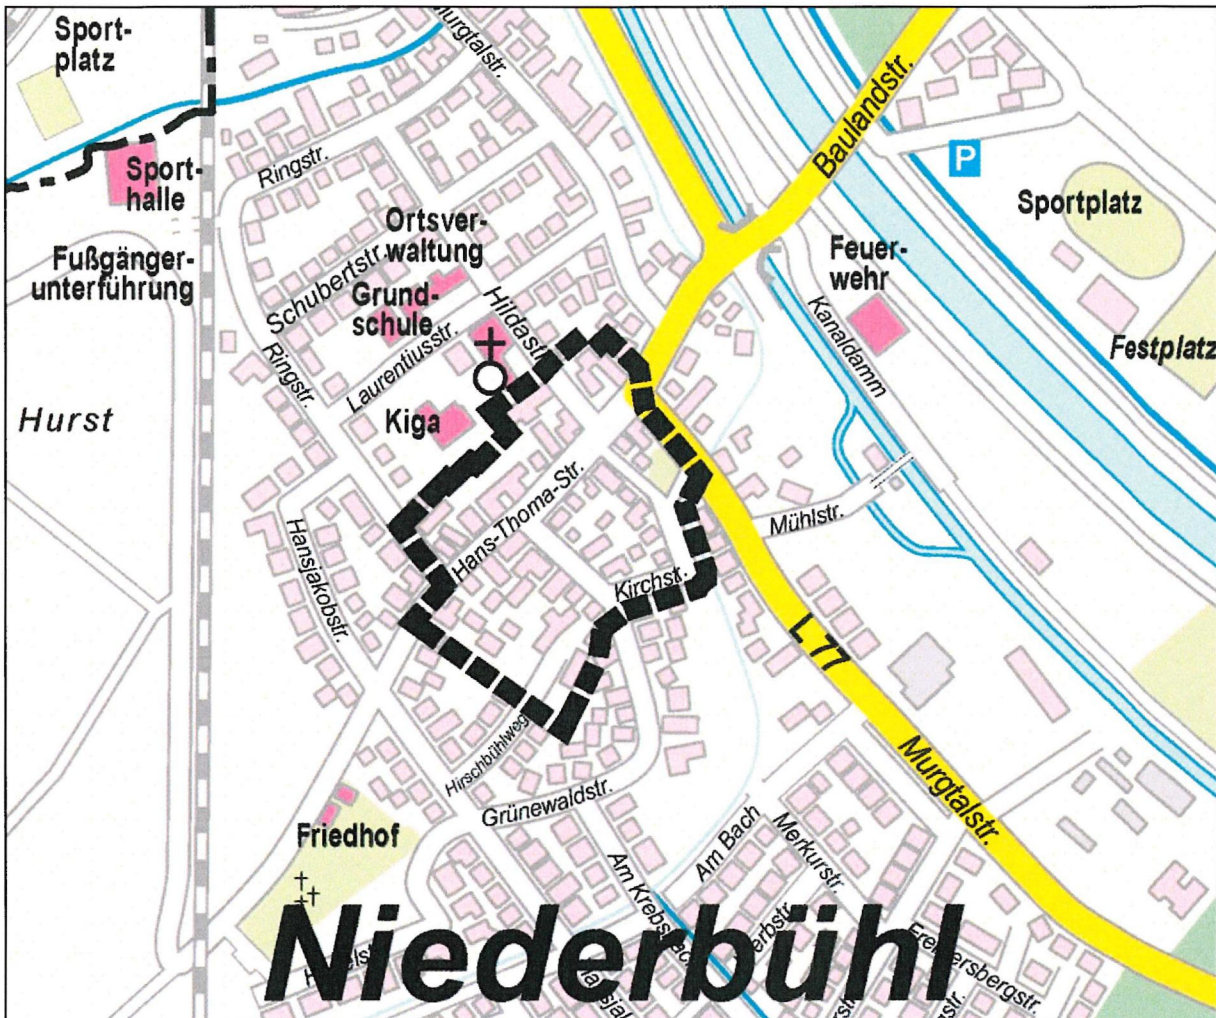 Sport-
platz
Murgtalstr.
Baulandstr.
P
Sport-
halle
Ringstr.
Sportplatz
Ortsver-
waltung
Feuer-
wehr
Fußgänger-
unterführung
Schubertstr.
Grund-
schule
Hildastr.
Kanaldamm
Festplatz
Ringstr.
Laurentiusstr.
Hurst
Kiga
Hans-Thoma-Str.
Mühlstr.
Hansjakobstr.
Kirchstr.
L 77
Hirschbühlweg
Murgtalstr.
Grünewaldstr.
Friedhof
Am Bach
Merkurstr.
Am Krebsbach
Fremersbergstr.
Niederbühl